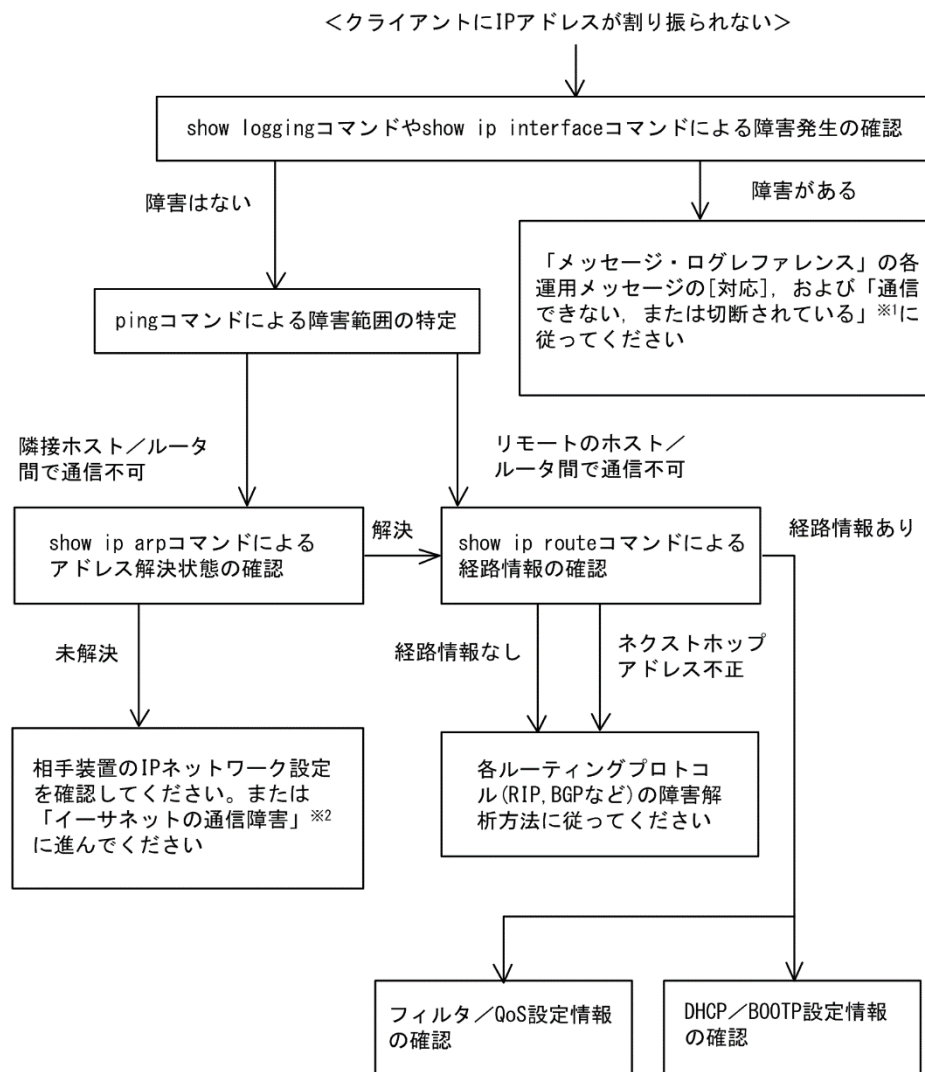 <クライアントにIPアドレスが割り振られない>
show loggingコマンドやshow ip interfaceコマンドによる障害発生の確認
障害はない
障害がある
「メッセージ・ログレファレンス」の各
運用メッセージの[対応],および「通信
できない,または切断されている」※1に
従ってください
pingコマンドによる障害範囲の特定
隣接ホスト/ルータ
間で通信不可
リモートのホスト/
ルータ間で通信不可
show ip arpコマンドによる
アドレス解決状態の確認
解決
show ip routeコマンドによる
経路情報の確認
経路情報あり
未解決
経路情報なし
ネクストホップ
アドレス不正
相手装置のIPネットワーク設定
を確認してください。または
「イーサネットの通信障害」※2
に進んでください
各ルーティングプロトコ
ル(RIP,BGPなど)の障害解
析方法に従ってください
フィルタ/QoS設定情報
の確認
DHCP/BOOTP設定情報
の確認